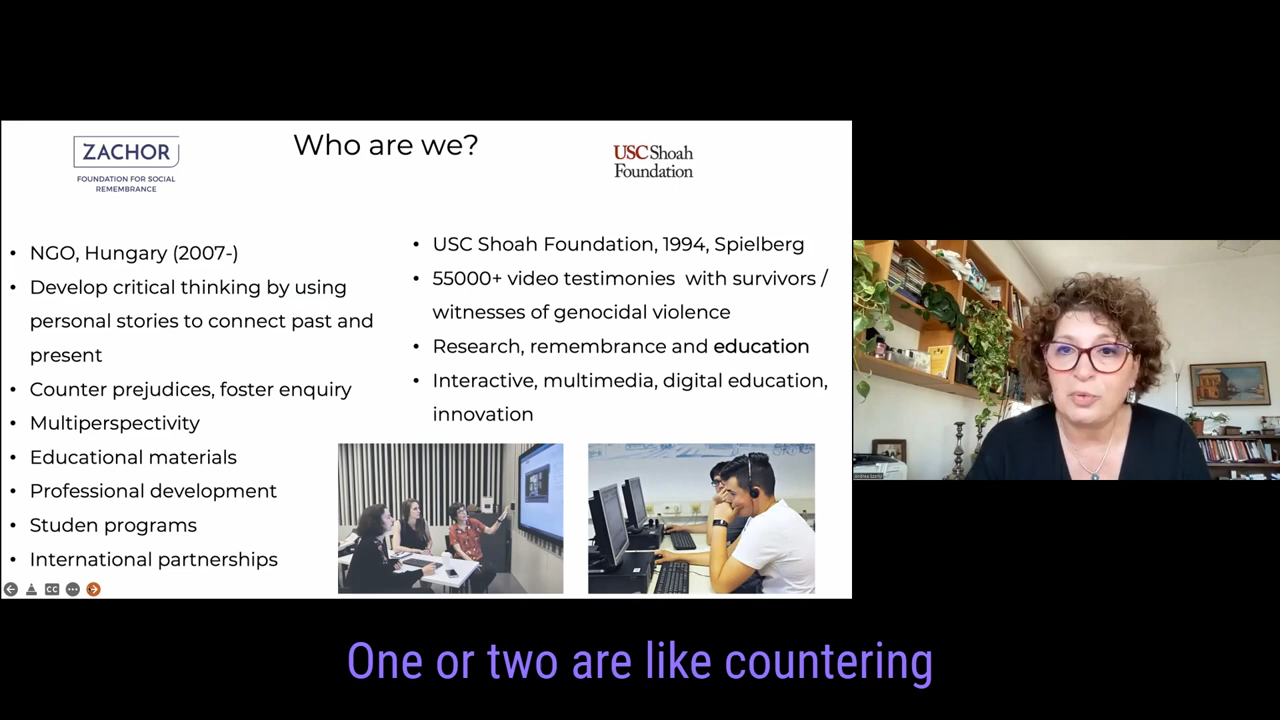 ZACHOR
FOUNDATION FOR SOCIAL
REMEMBRANCE
Who are we?
USC Shoah
Foundation
• NGO, Hungary (2007-)
• Develop critical thinking by using
personal stories to connect past and
present
• Counter prejudices, foster enquiry
• Multiperspectivity
• Educational materials
• Professional development
• Studen programs
• International partnerships
• USC Shoah Foundation, 1994, Spielberg
• 55000+ video testimonies with survivors /
witnesses of genocidal violence
• Research, remembrance and education
• Interactive, multimedia, digital education,
innovation
CC
One or two are like countering